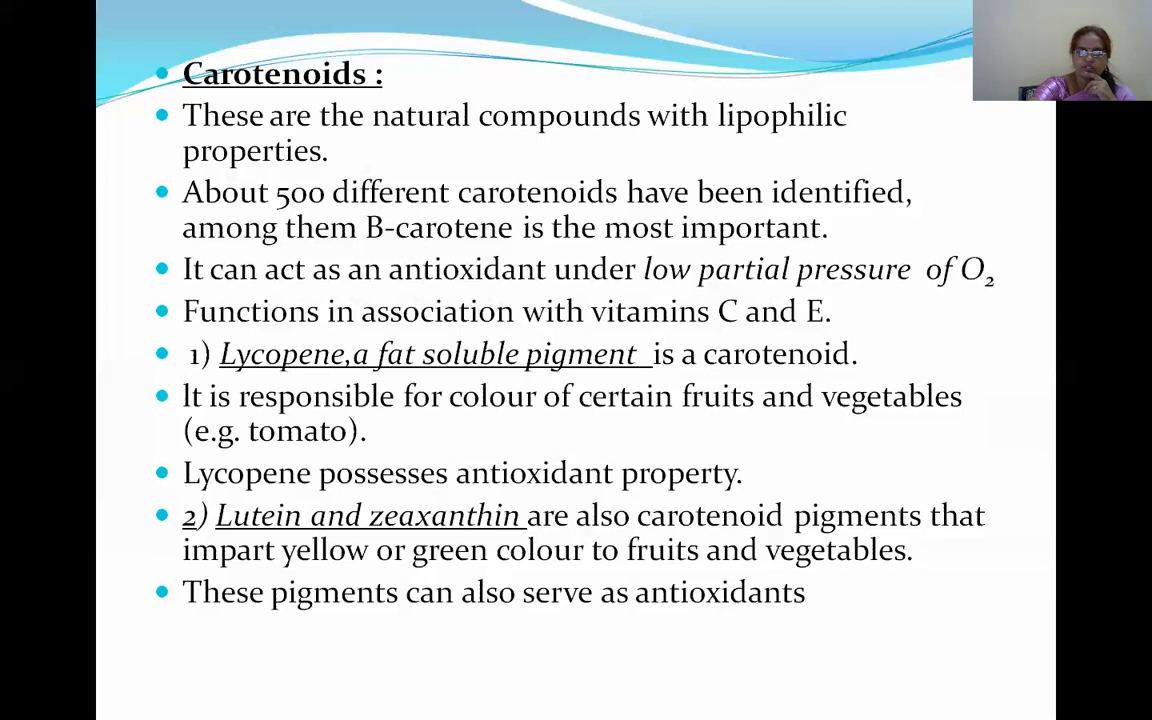 Carotenoids :
These are the natural compounds with lipophilic
properties.
About 500 different carotenoids have been identified,
among them B-carotene is the most important.
It can act as an antioxidant under low partial pressure of O₂
Functions in association with vitamins C and E.
1) Lycopene,a fat soluble pigment is a carotenoid.
lt is responsible for colour of certain fruits and vegetables
(e.g. tomato).
Lycopene possesses antioxidant property.
2) Lutein and zeaxanthin are also carotenoid pigments that
impart yellow or green colour to fruits and vegetables.
These pigments can also serve as antioxidants